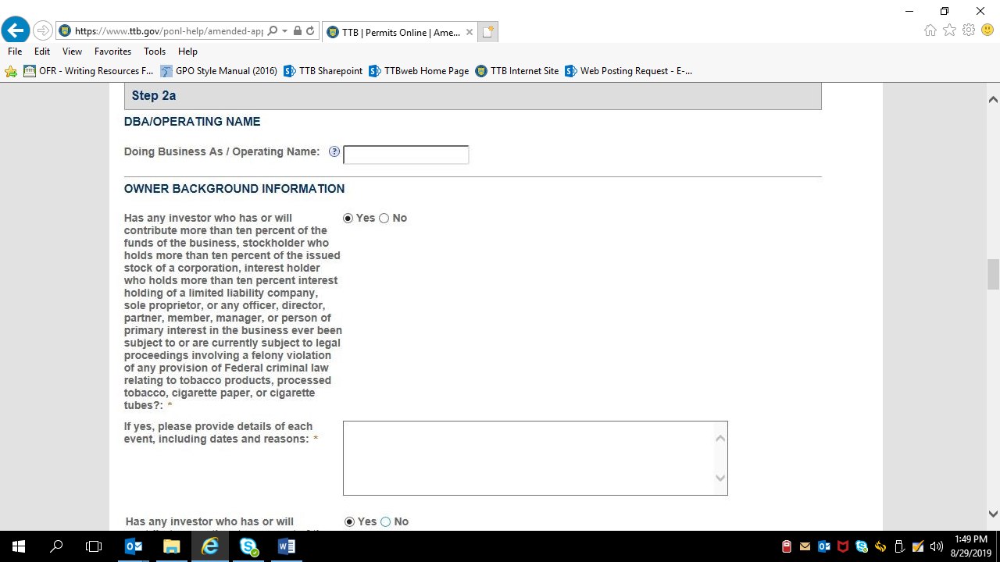 https://www.ttb.gov/ponl-help/amended-ap
TTB | Permits Online | Ame...
File Edit View Favorites Tools Help
OFR - Writing Resources F... GPO Style Manual (2016) TTB Sharepoint TTBweb Home Page TTB Internet Site Web Posting Request - E-...
Step 2a
DBA/OPERATING NAME
Doing Business As / Operating Name: ?
OWNER BACKGROUND INFORMATION
Has any investor who has or will Yes No
contribute more than ten percent of the
funds of the business, stockholder who
holds more than ten percent of the issued
stock of a corporation, interest holder
who holds more than ten percent interest
holding of a limited liability company,
sole proprietor, or any officer, director,
partner, member, manager, or person of
primary interest in the business ever been
subject to or are currently subject to legal
proceedings involving a felony violation
of any provision of Federal criminal law
relating to tobacco products, processed
tobacco, cigarette paper, or cigarette
tubes?: *
If yes, please provide details of each
event, including dates and reasons: *
Has any investor who has or will Yes No
1:49 PM
8/29/2019